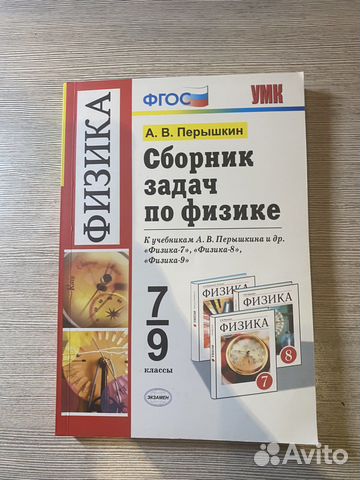 ФГОС
УМК
ФИЗИКА
А. В. Перышкин
Сборник
задач
по физике
К учебникам А. В. Перышкина и др.
«Физика-7», «Физика-8»,
«Физика-9»
7-9
классы
ФИЗИКА
ФИЗИКА
8
ФИЗИКА
7
ЭКЗАМЕН
Avito